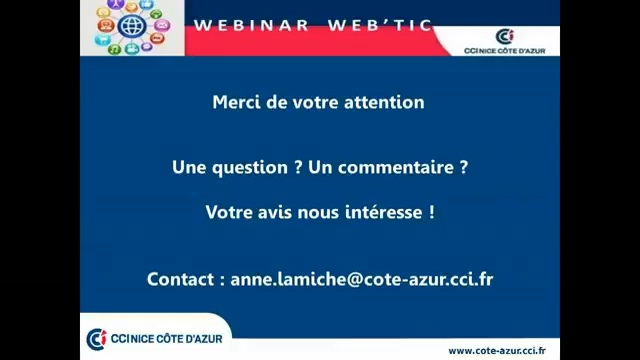 WEBINAR WEB'TIC
CCI NICE CÔTE D'AZUR
Merci de votre attention
Une question ? Un commentaire ?
Votre avis nous intéresse !
Contact : anne.lamiche@cote-azur.cci.fr
CCI NICE CÔTE D'AZUR
www.cote-azur.cci.fr